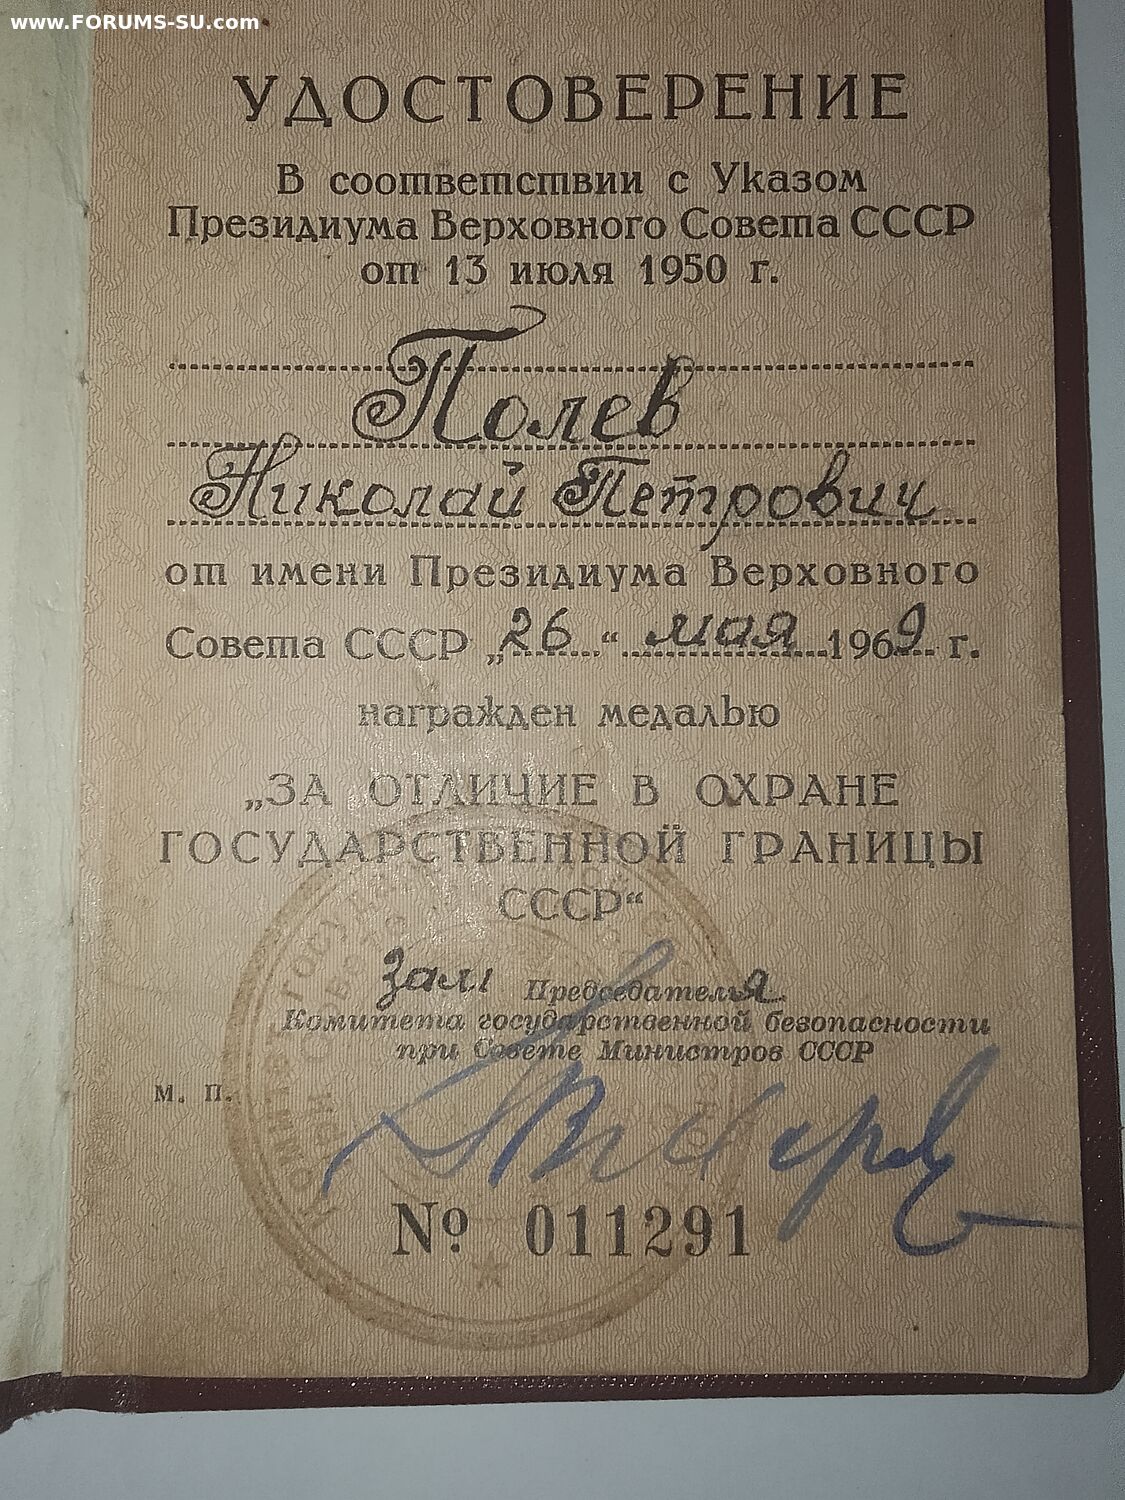 www.FORUMS-SU.com
УДОСТОВЕРЕНИЕ
В соответствии с Указом
Президиума Верховного Совета СССР
от 13 июля 1950 г.
Полев
Николай Петрович
от имени Президиума Верховного
Совета СССР „26“ мая 1969 г.
награжден медалью
„ЗА ОТЛИЧИЕ В ОХРАНЕ
ГОСУДАРСТВЕННОЙ ГРАНИЦЫ
СССР“
Зам Председателя
Комитета государственной безопасности
при Совете Министров СССР
М. П.
№ 011291